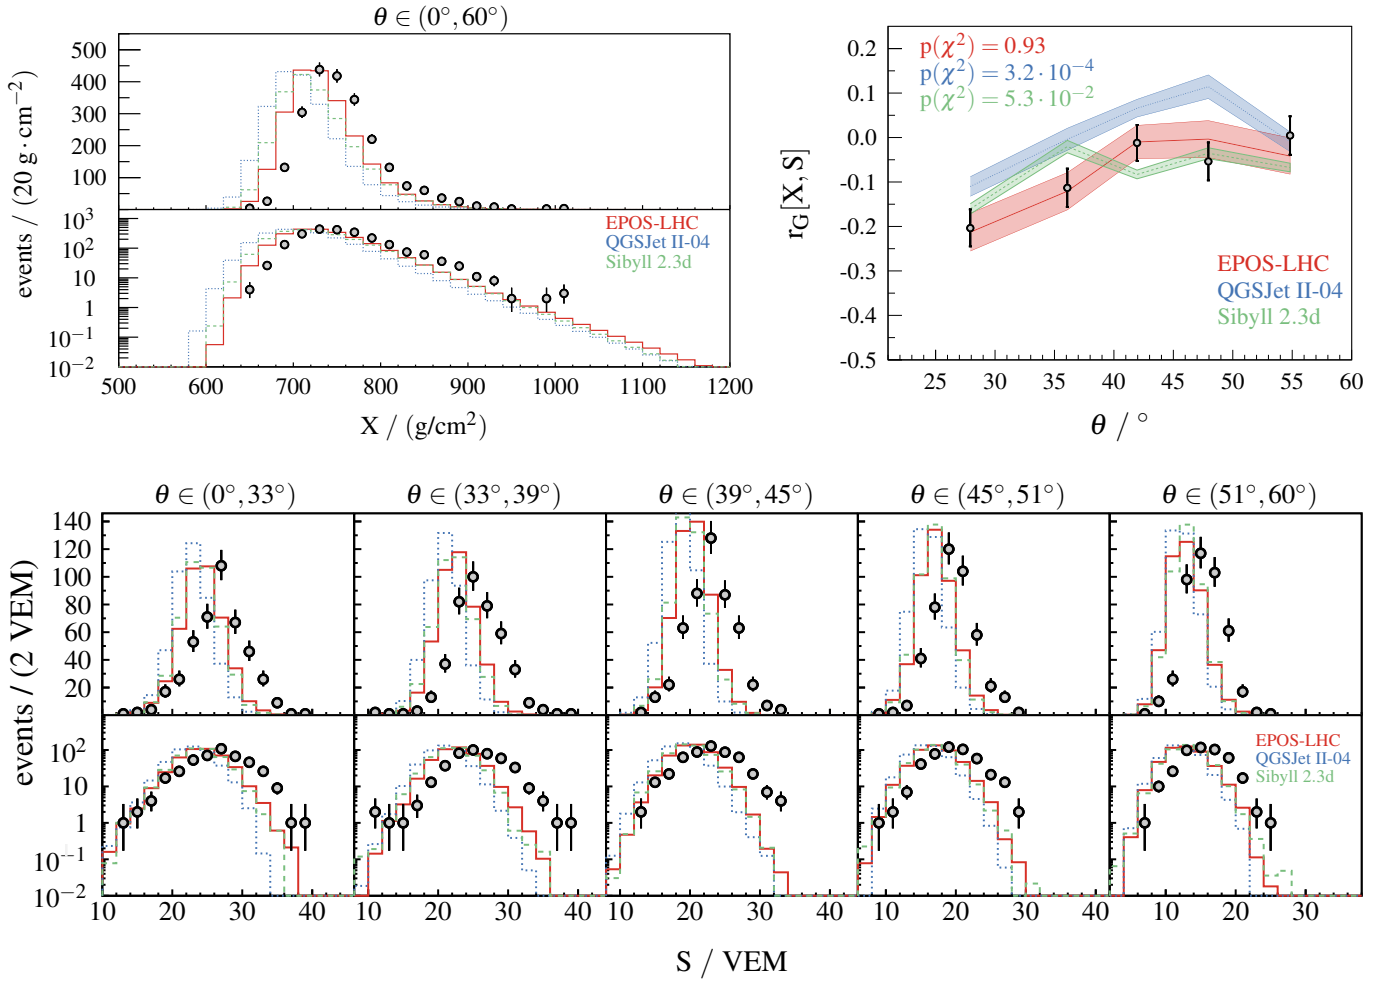 θ ∈ (0°, 60°)
events / (20 g · cm⁻²)
500
400
300
200
100
10³
10²
10
1
10⁻¹
10⁻²
EPOS-LHC
QGSJet II-04
Sibyll 2.3d
500 600 700 800 900 1000 1100 1200
X / (g/cm²)
r_G[X, S]
p(χ²) = 0.93
p(χ²) = 3.2 · 10⁻⁴
p(χ²) = 5.3 · 10⁻²
0.2
0.1
0.0
-0.1
-0.2
-0.3
-0.4
-0.5
EPOS-LHC
QGSJet II-04
Sibyll 2.3d
25 30 35 40 45 50 55 60
θ / °
θ ∈ (0°, 33°) θ ∈ (33°, 39°) θ ∈ (39°, 45°) θ ∈ (45°, 51°) θ ∈ (51°, 60°)
events / (2 VEM)
140
120
100
80
60
40
20
10²
10
1
10⁻¹
10⁻²
EPOS-LHC
QGSJet II-04
Sibyll 2.3d
10 20 30 40 10 20 30 40 10 20 30 40 10 20 30 40 10 20 30
S / VEM